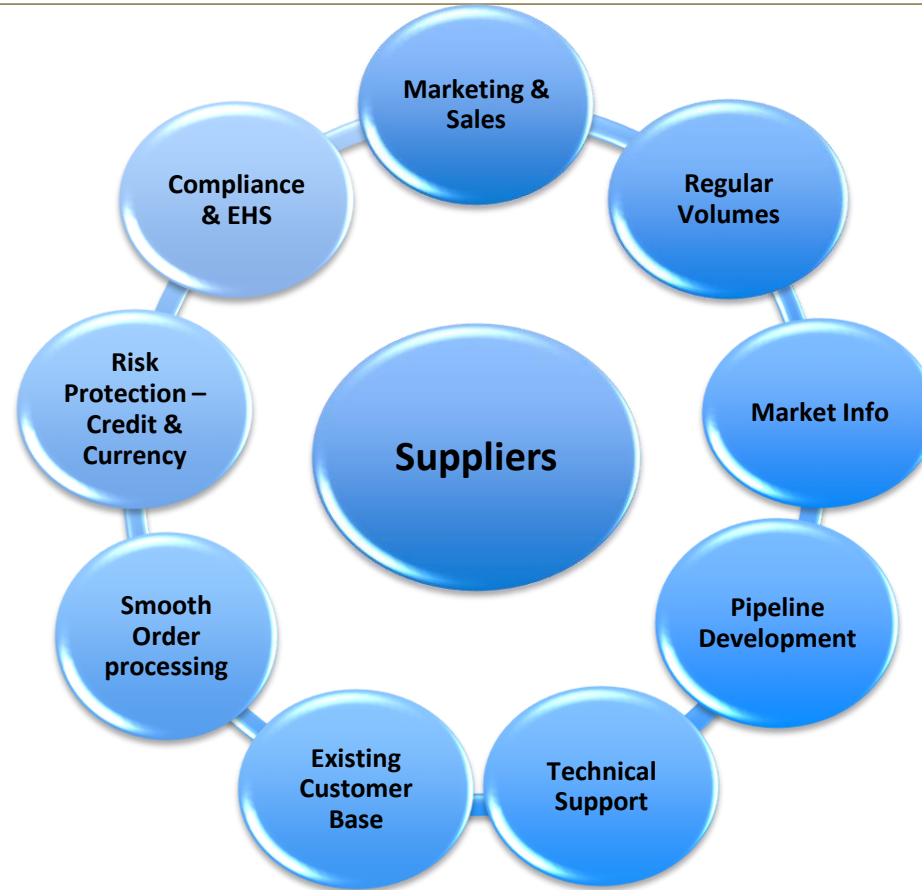 Marketing &
Sales
Regular
Volumes
Market Info
Pipeline
Development
Technical
Support
Existing
Customer
Base
Smooth
Order
processing
Risk
Protection –
Credit &
Currency
Compliance
& EHS
Suppliers